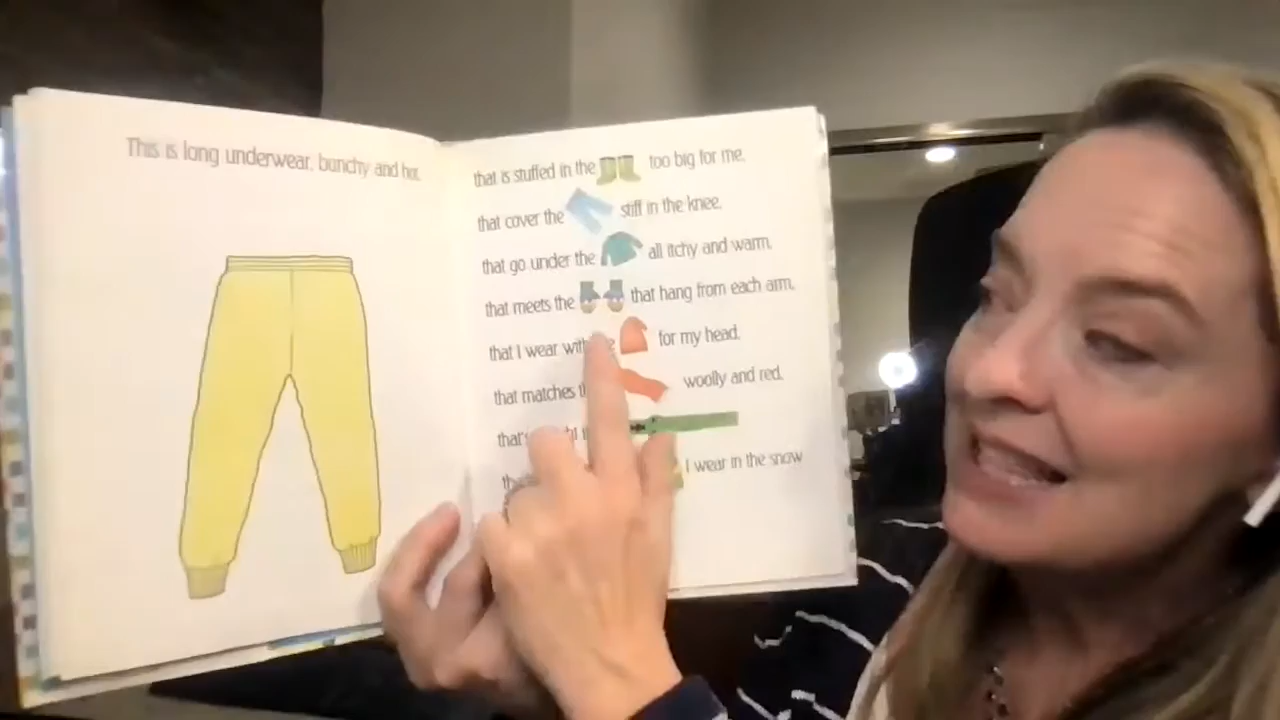 This is long underwear, bunchy and hot,
that is stuffed in the too big for me,
that cover the stiff in the knee,
that go under the all itchy and warm,
that meets the that hang from each arm,
that I wear with for my head,
that matches woolly and red,
that's
I wear in the snow